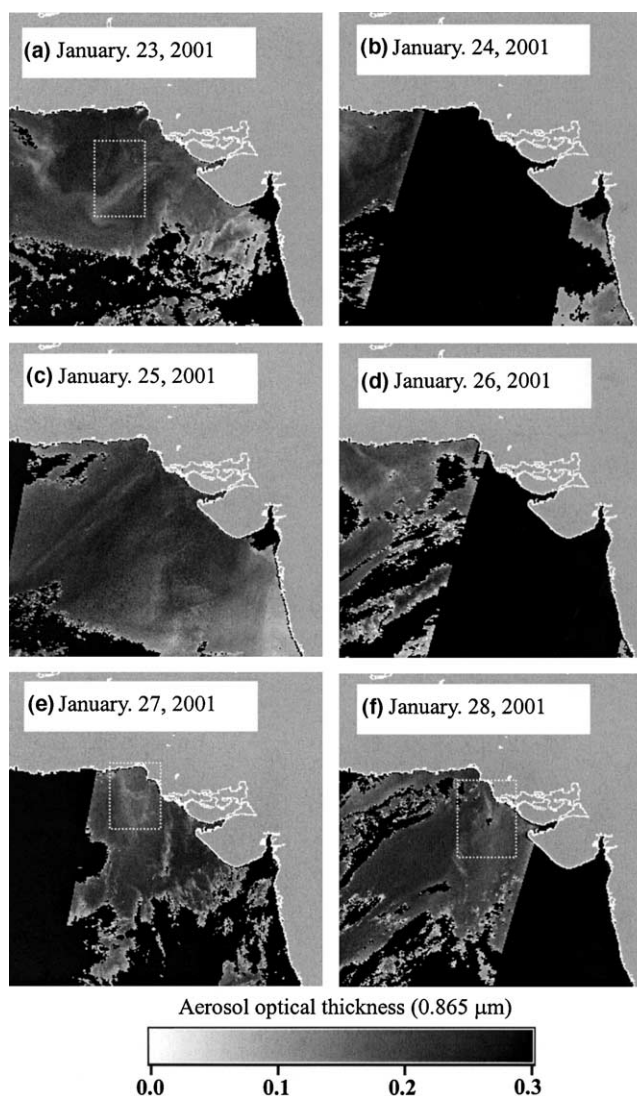 (a) January. 23, 2001
(b) January. 24, 2001
(c) January. 25, 2001
(d) January. 26, 2001
(e) January. 27, 2001
(f) January. 28, 2001
Aerosol optical thickness (0.865 μm)
0.0 0.1 0.2 0.3